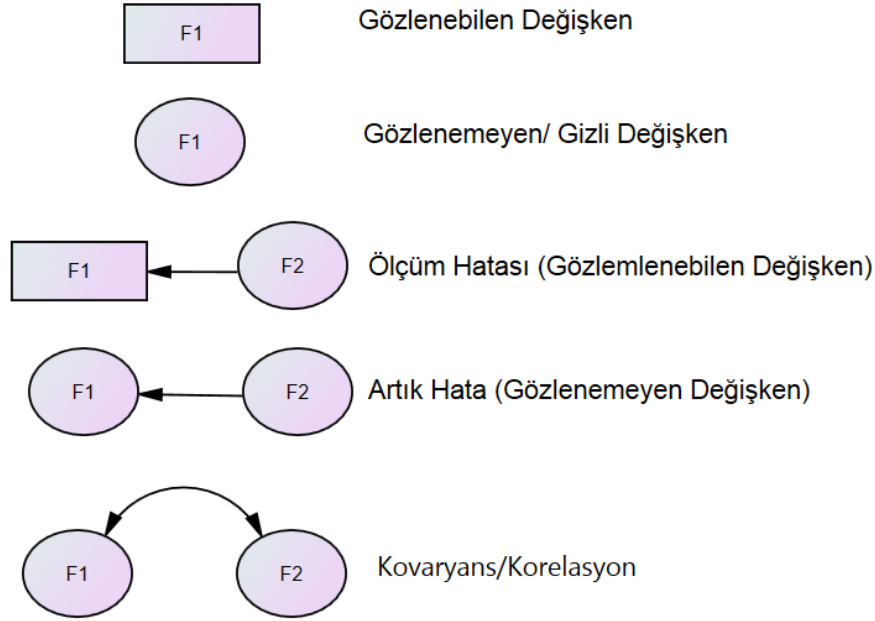 F1 Gözlenebilen Değişken
F1 Gözlenemeyen/ Gizli Değişken
F1 F2 Ölçüm Hatası (Gözlemlenebilen Değişken)
F1 F2 Artık Hata (Gözlenemeyen Değişken)
F1 F2 Kovaryans/Korelasyon